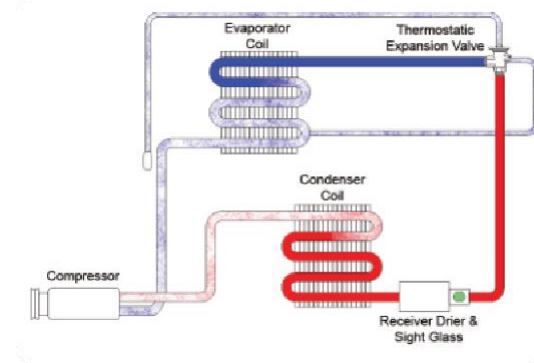 Evaporator
Coil
Thermostatic
Expansion Valve
Condenser
Coil
Compressor
Receiver Drier &
Sight Glass